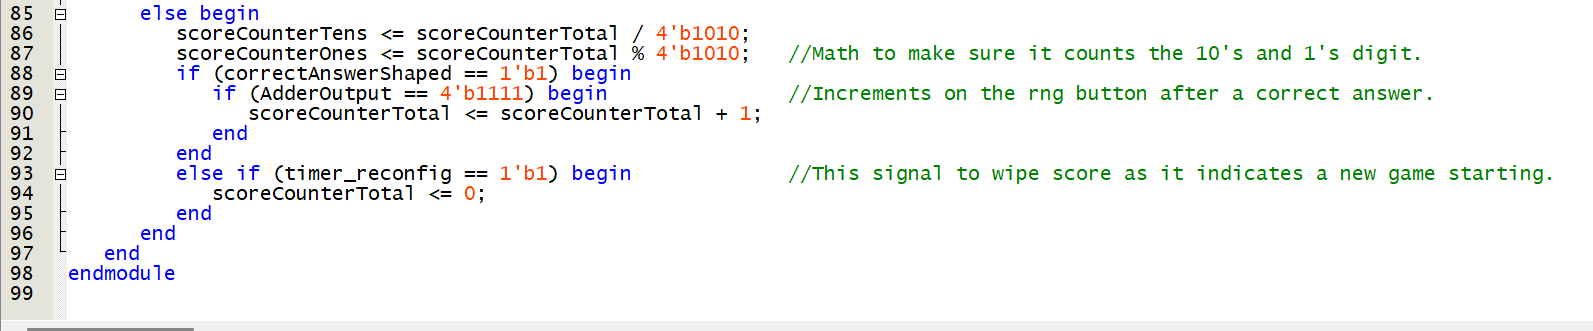 85 else begin
86 scoreCounterTens <= scoreCounterTotal / 4'b1010;
87 scoreCounterOnes <= scoreCounterTotal % 4'b1010; //Math to make sure it counts the 10's and 1's digit.
88 if (correctAnswerShaped == 1'b1) begin
89 if (AdderOutput == 4'b1111) begin //Increments on the rng button after a correct answer.
90 scoreCounterTotal <= scoreCounterTotal + 1;
91 end
92 end
93 else if (timer_reconfig == 1'b1) begin //This signal to wipe score as it indicates a new game starting.
94 scoreCounterTotal <= 0;
95 end
96 end
97 end
98 endmodule
99